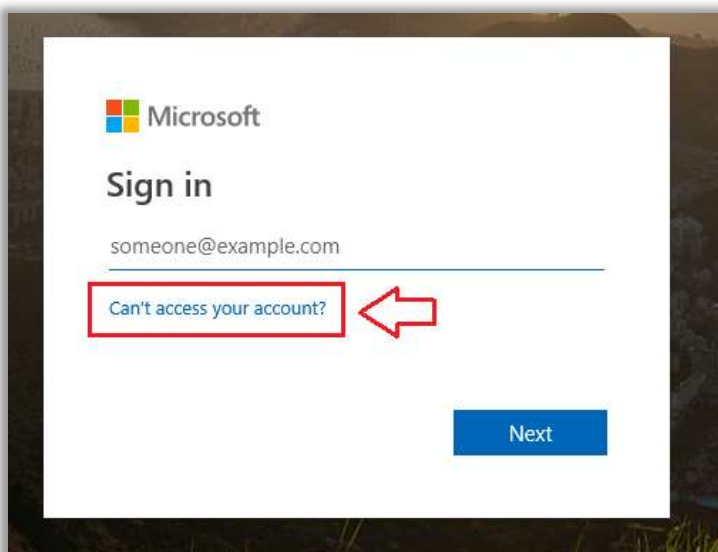 Microsoft
Sign in
someone@example.com
Can't access your account?
Next